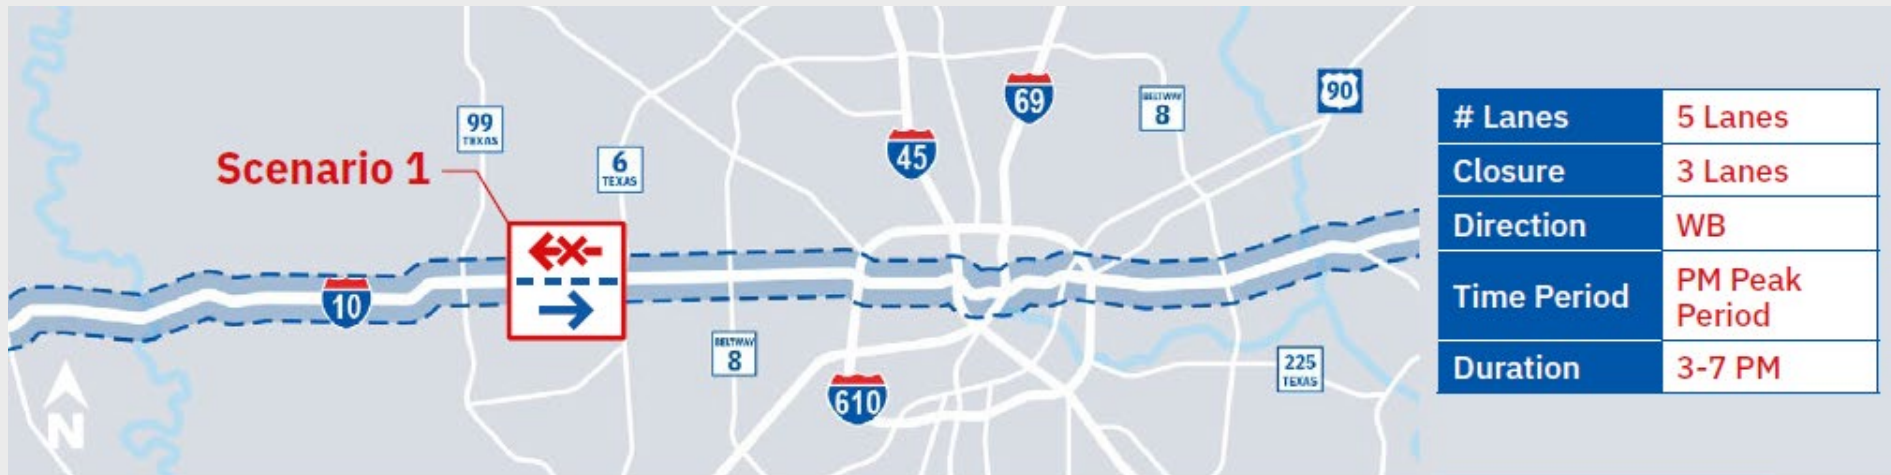 69
90
BELTWAY
8
99
TEXAS
45
6
TEXAS
Scenario 1
10
BELTWAY
8
225
TEXAS
610
N
# Lanes 5 Lanes
Closure 3 Lanes
Direction WB
Time Period PM Peak
Period
Duration 3-7 PM